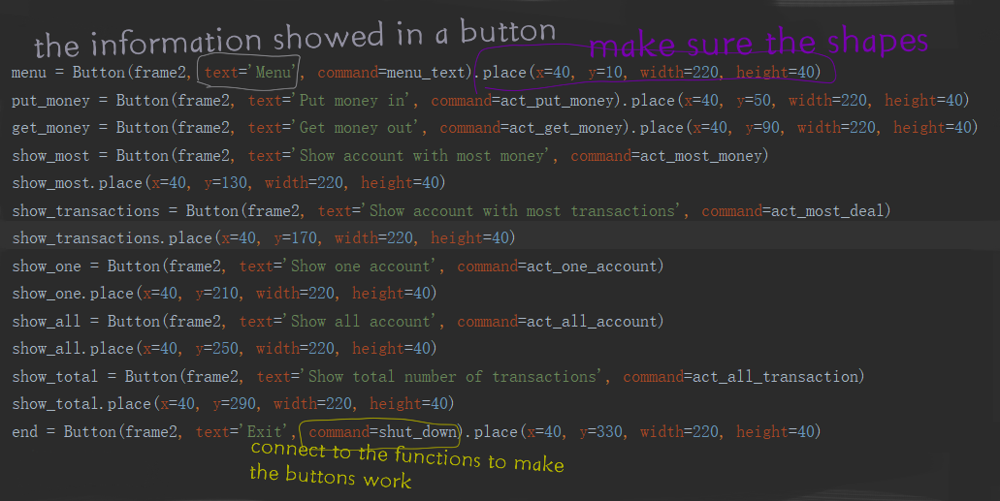 the information showed in a button
make sure the shapes
menu = Button(frame2, text='Menu', command=menu_text).place(x=40, y=10, width=220, height=40)
put_money = Button(frame2, text='Put money in', command=act_put_money).place(x=40, y=50, width=220, height=40)
get_money = Button(frame2, text='Get money out', command=act_get_money).place(x=40, y=90, width=220, height=40)
show_most = Button(frame2, text='Show account with most money', command=act_most_money)
show_most.place(x=40, y=130, width=220, height=40)
show_transactions = Button(frame2, text='Show account with most transactions', command=act_most_deal)
show_transactions.place(x=40, y=170, width=220, height=40)
show_one = Button(frame2, text='Show one account', command=act_one_account)
show_one.place(x=40, y=210, width=220, height=40)
show_all = Button(frame2, text='Show all account', command=act_all_account)
show_all.place(x=40, y=250, width=220, height=40)
show_total = Button(frame2, text='Show total number of transactions', command=act_all_transaction)
show_total.place(x=40, y=290, width=220, height=40)
end = Button(frame2, text='Exit', command=shut_down).place(x=40, y=330, width=220, height=40)
connect to the functions to make
the buttons work